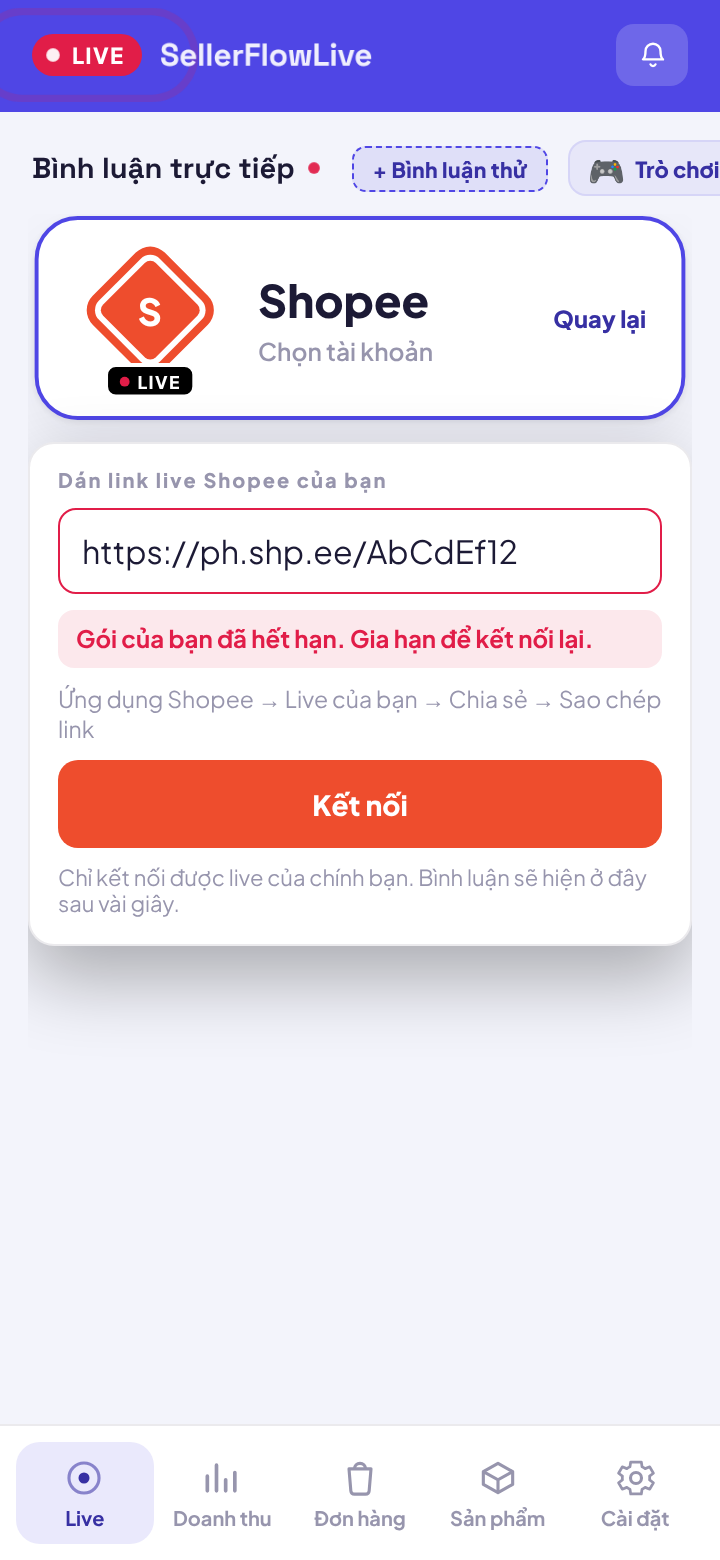 LIVE SellerFlowLive
Bình luận trực tiếp
+ Bình luận thử
Trò chơi
S
LIVE
Shopee
Chọn tài khoản
Quay lại
Dán link live Shopee của bạn
https://ph.shp.ee/AbCdEf12
Gói của bạn đã hết hạn. Gia hạn để kết nối lại.
Ứng dụng Shopee → Live của bạn → Chia sẻ → Sao chép
link
Kết nối
Chỉ kết nối được live của chính bạn. Bình luận sẽ hiện ở đây
sau vài giây.
Live
Doanh thu
Đơn hàng
Sản phẩm
Cài đặt